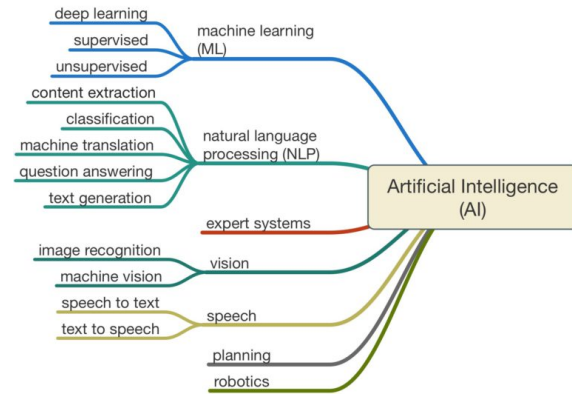 deep learning
supervised
unsupervised
machine learning
(ML)
content extraction
classification
machine translation
question answering
text generation
natural language
processing (NLP)
Artificial Intelligence
(AI)
expert systems
image recognition
machine vision
vision
speech to text
text to speech
speech
planning
robotics